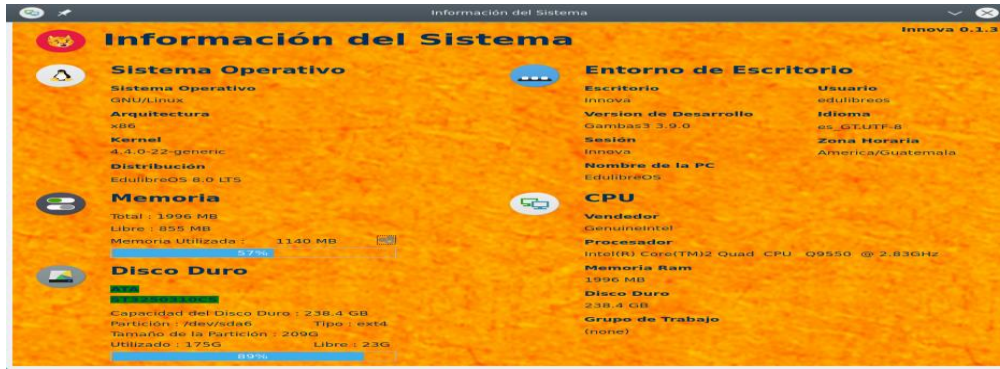 Información del Sistema
Información del Sistema
Innova 0.1.3
Sistema Operativo
Sistema Operativo
GNU/Linux
Arquitectura
x86
Kernel
4.4.0-22-generic
Distribución
EdulibreOS 8.0 LTS
Memoria
Total : 1996 MB
Libre : 855 MB
Memoria Utilizada : 1140 MB
57%
Disco Duro
ATA
ST3250310CS
Capacidad del Disco Duro : 238.4 GB
Partición : /dev/sda6 Tipo : ext4
Tamaño de la Partición : 209G
Utilizado : 175G Libre : 23G
89%
Entorno de Escritorio
Escritorio Usuario
Innova edulibreos
Version de Desarrollo Idioma
Gambas3 3.9.0 es_GT.UTF-8
Sesión Zona Horaria
Innova America/Guatemala
Nombre de la PC
EdulibreOS
CPU
Vendedor
GenuineIntel
Procesador
Intel(R) Core(TM)2 Quad CPU Q9550 @ 2.83GHz
Memoria Ram
1996 MB
Disco Duro
238.4 GB
Grupo de Trabajo
(none)